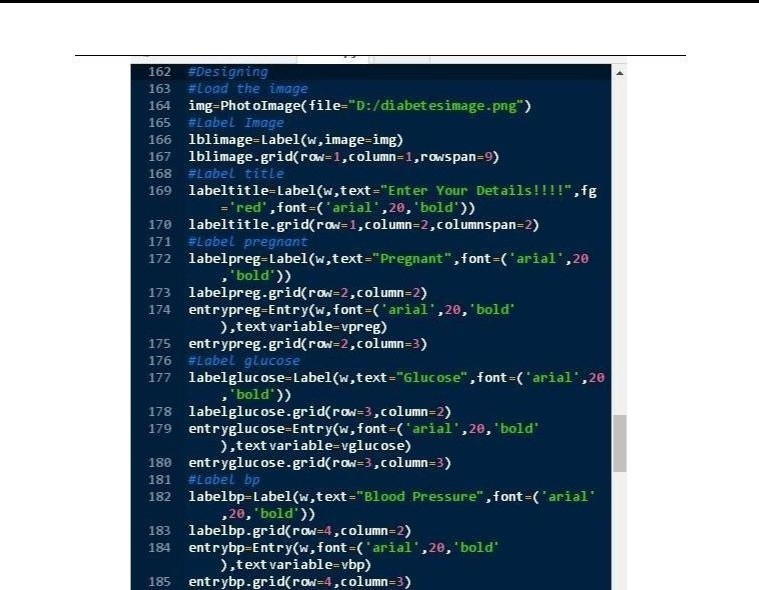 162 #Designing
163 #load the image
164 img=PhotoImage(file="D:/diabetesimage.png")
165 #Label Image
166 lblimage=Label(w,image=img)
167 lblimage.grid(row=1,column=1,rowspan=9)
168 #Label title
169 labeltitle=Label(w,text="Enter Your Details!!!!",fg
='red',font=('arial',20,'bold'))
170 labeltitle.grid(row=1,column=2,columnspan=2)
171 #Label pregnant
172 labelpreg=Label(w,text="Pregnant",font=('arial',20
,'bold'))
173 labelpreg.grid(row=2,column=2)
174 entrypreg=Entry(w,font=('arial',20,'bold'
),textvariable=vpreg)
175 entrypreg.grid(row=2,column=3)
176 #Label glucose
177 labelglucose=Label(w,text="Glucose",font=('arial',20
,'bold'))
178 labelglucose.grid(row=3,column=2)
179 entryglucose=Entry(w,font=('arial',20,'bold'
),textvariable=vglucose)
180 entryglucose.grid(row=3,column=3)
181 #Label bp
182 labelbp=Label(w,text="Blood Pressure",font=('arial'
,20,'bold'))
183 labelbp.grid(row=4,column=2)
184 entrybp=Entry(w,font=('arial',20,'bold'
),textvariable=vbp)
185 entrybp.grid(row=4,column=3)